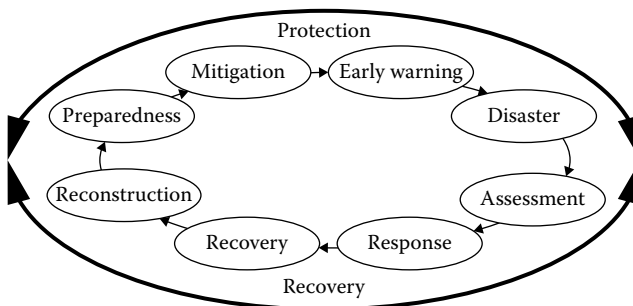 Protection
Mitigation
Early warning
Preparedness
Disaster
Reconstruction
Assessment
Recovery
Response
Recovery